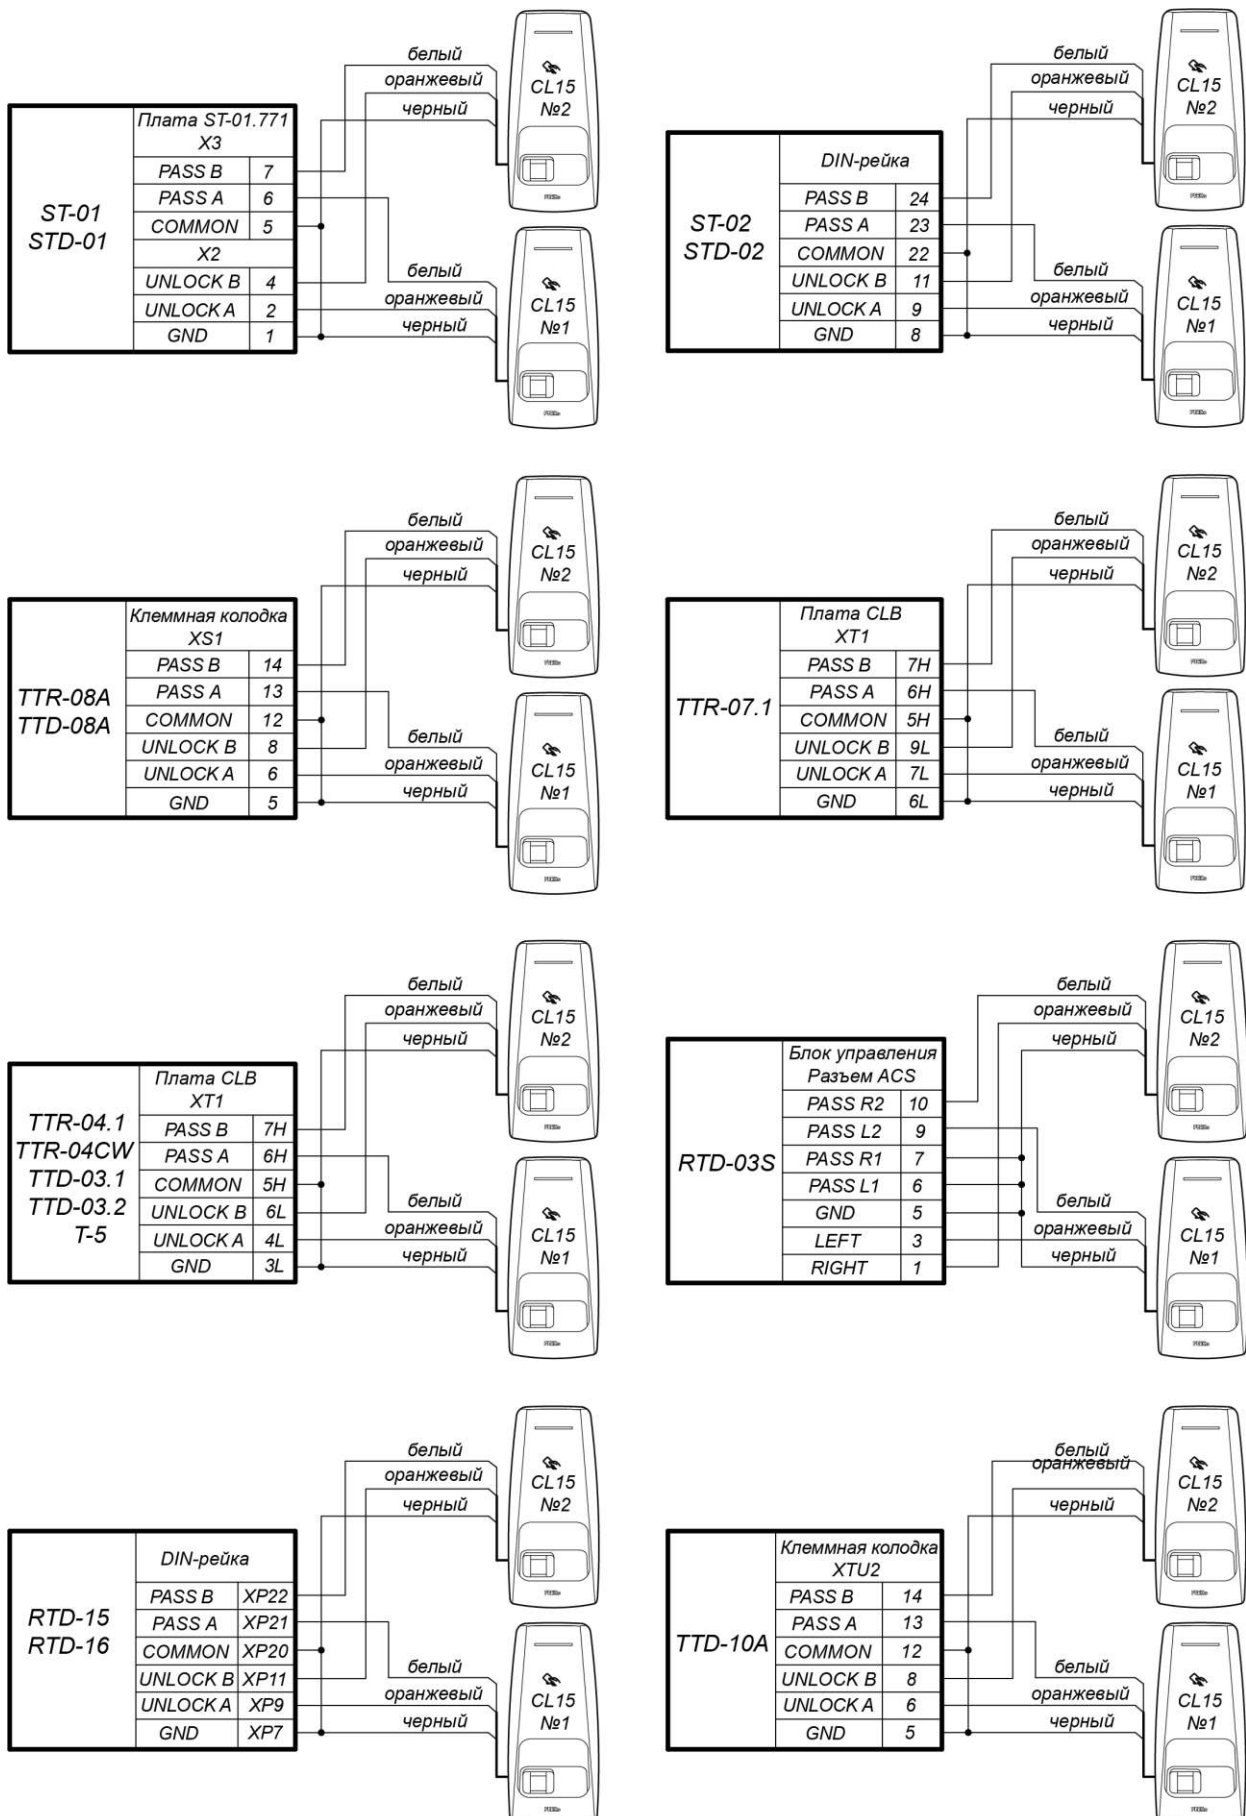 белый
оранжевый
черный
CL15
№2
ST-01
STD-01
Плата ST-01.771
X3
PASS B 7
PASS A 6
COMMON 5
X2
UNLOCK B 4
UNLOCK A 2
GND 1
белый
оранжевый
черный
CL15
№1
PERCo
белый
оранжевый
черный
CL15
№2
ST-02
STD-02
DIN-рейка
PASS B 24
PASS A 23
COMMON 22
UNLOCK B 11
UNLOCK A 9
GND 8
белый
оранжевый
черный
CL15
№1
белый
оранжевый
черный
CL15
№2
TTR-08A
TTD-08A
Клеммная колодка
XS1
PASS B 14
PASS A 13
COMMON 12
UNLOCK B 8
UNLOCK A 6
GND 5
белый
оранжевый
черный
CL15
№1
белый
оранжевый
черный
CL15
№2
TTR-07.1
Плата CLB
XT1
PASS B 7H
PASS A 6H
COMMON 5H
UNLOCK B 9L
UNLOCK A 7L
GND 6L
белый
оранжевый
черный
CL15
№1
белый
оранжевый
черный
CL15
№2
TTR-04.1
TTR-04CW
TTD-03.1
TTD-03.2
T-5
Плата CLB
XT1
PASS B 7H
PASS A 6H
COMMON 5H
UNLOCK B 6L
UNLOCK A 4L
GND 3L
белый
оранжевый
черный
CL15
№1
белый
оранжевый
черный
CL15
№2
RTD-03S
Блок управления
Разъем ACS
PASS R2 10
PASS L2 9
PASS R1 7
PASS L1 6
GND 5
LEFT 3
RIGHT 1
белый
оранжевый
черный
CL15
№1
белый
оранжевый
черный
CL15
№2
RTD-15
RTD-16
DIN-рейка
PASS B XP22
PASS A XP21
COMMON XP20
UNLOCK B XP11
UNLOCK A XP9
GND XP7
белый
оранжевый
черный
CL15
№1
белый
оранжевый
черный
CL15
№2
TTD-10A
Клеммная колодка
XTU2
PASS B 14
PASS A 13
COMMON 12
UNLOCK B 8
UNLOCK A 6
GND 5
белый
оранжевый
черный
CL15
№1